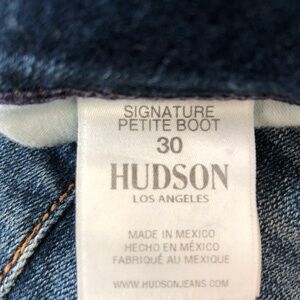 SIGNATURE
PETITE BOOT
30
HUDSON
LOS ANGELES
MADE IN MEXICO
HECHO EN MÉXICO
FABRIQUÉ AU MEXIQUE
WWW.HUDSONJEANS.COM